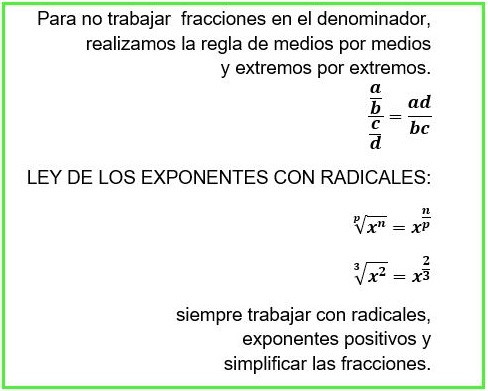 Para no trabajar fracciones en el denominador,
realizamos la regla de medios por medios
y extremos por extremos.
\frac{\frac{a}{b}}{\frac{c}{d}} = \frac{ad}{bc}
LEY DE LOS EXPONENTES CON RADICALES:
\sqrt[p]{x^n} = x^{\frac{n}{p}}
\sqrt[3]{x^2} = x^{\frac{2}{3}}
siempre trabajar con radicales,
exponentes positivos y
simplificar las fracciones.